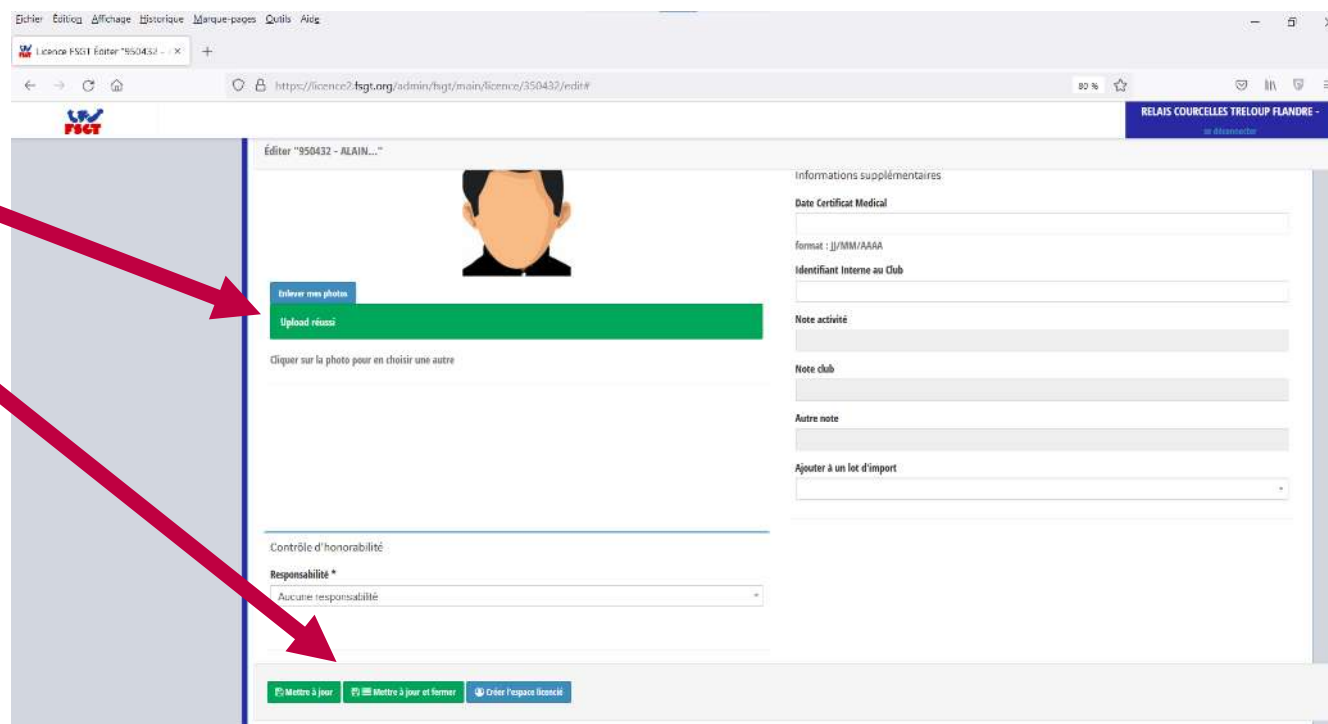 Fichier Édition Affichage Historique Marque-pages Outils Aide
Licence FSGT Éditer "950432 -
https://licence2.fsgt.org/admin/fsgt/main/licence/350432/edit#
80 %
FSGT
RELAIS COURCELLES TRELOUP FLANDRE -
se déconnecter
Éditer "950432 - ALAIN..."
Enlever mes photos
Upload réussi
Cliquer sur la photo pour en choisir une autre
Contrôle d'honorabilité
Responsabilité *
Aucune responsabilité
Informations supplémentaires
Date Certificat Medical
format : JJ/MM/AAAA
Identifiant Interne au Club
Note activité
Note club
Autre note
Ajouter à un lot d'import
Mettre à jour
Mettre à jour et fermer
Créer l'espace licencié